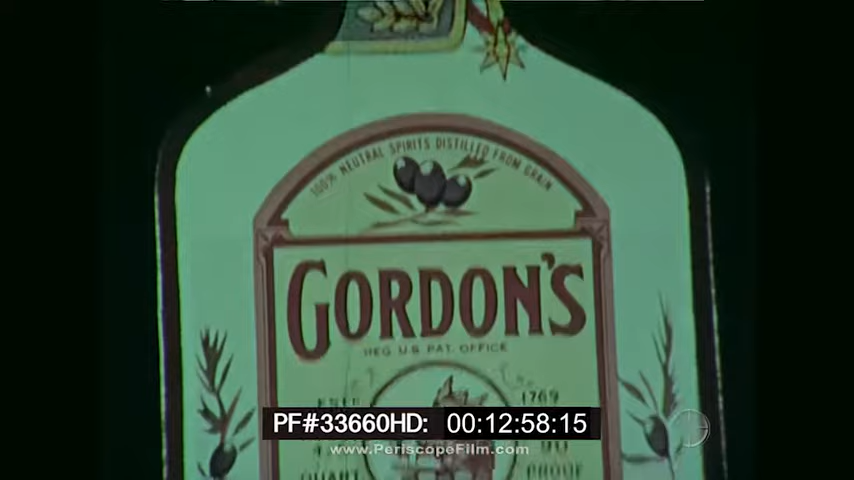 100% NEUTRAL SPIRITS DISTILLED FROM GRAIN
GORDON'S
REG. U.S. PAT. OFFICE
1769
PF#33660HD: 00:12:58:15
www.PeriscopeFilm.com
QUART
PROOF